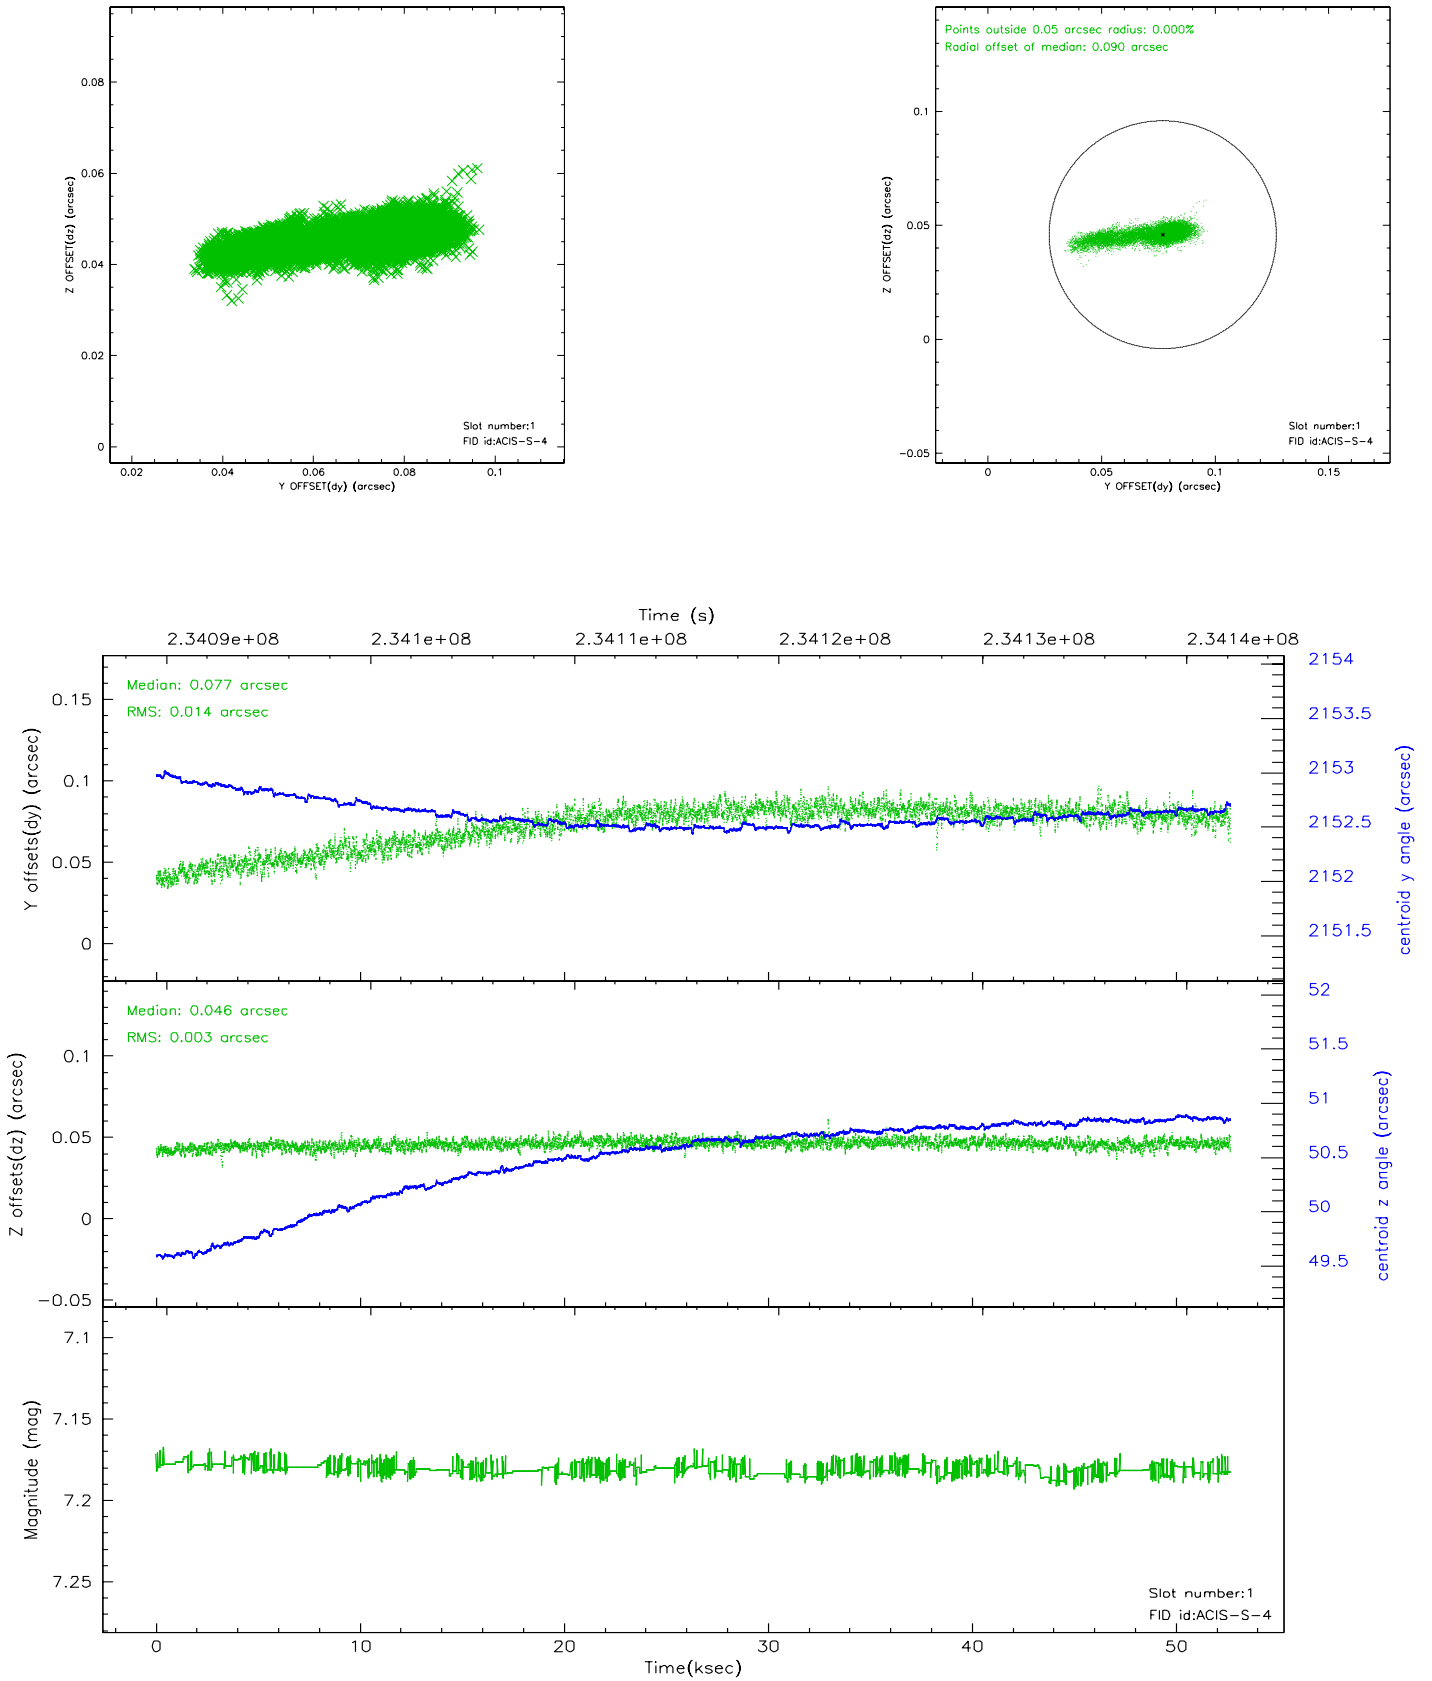 0.08
0.06
0.04
0.02
0
Z OFFSET(dz) (arcsec)
Slot number:1
FID id:ACIS-S-4
0.02 0.04 0.06 0.08 0.1
Y OFFSET(dy) (arcsec)
Points outside 0.05 arcsec radius: 0.000%
Radial offset of median: 0.090 arcsec
0.1
0.05
0
-0.05
Z OFFSET(dz) (arcsec)
Slot number:1
FID id:ACIS-S-4
0 0.05 0.1 0.15
Y OFFSET(dy) (arcsec)
Time (s)
2.3409e+08 2.341e+08 2.3411e+08 2.3412e+08 2.3413e+08 2.3414e+08
Median: 0.077 arcsec
RMS: 0.014 arcsec
0.15
0.1
0.05
0
Y offsets(dy) (arcsec)
2154
2153.5
2153
2152.5
2152
2151.5
centroid y angle (arcsec)
Median: 0.046 arcsec
RMS: 0.003 arcsec
0.1
0.05
0
-0.05
Z offsets(dz) (arcsec)
52
51.5
51
50.5
50
49.5
centroid z angle (arcsec)
7.1
7.15
7.2
7.25
Magnitude (mag)
Slot number:1
FID id:ACIS-S-4
0 10 20 30 40 50
Time(ksec)